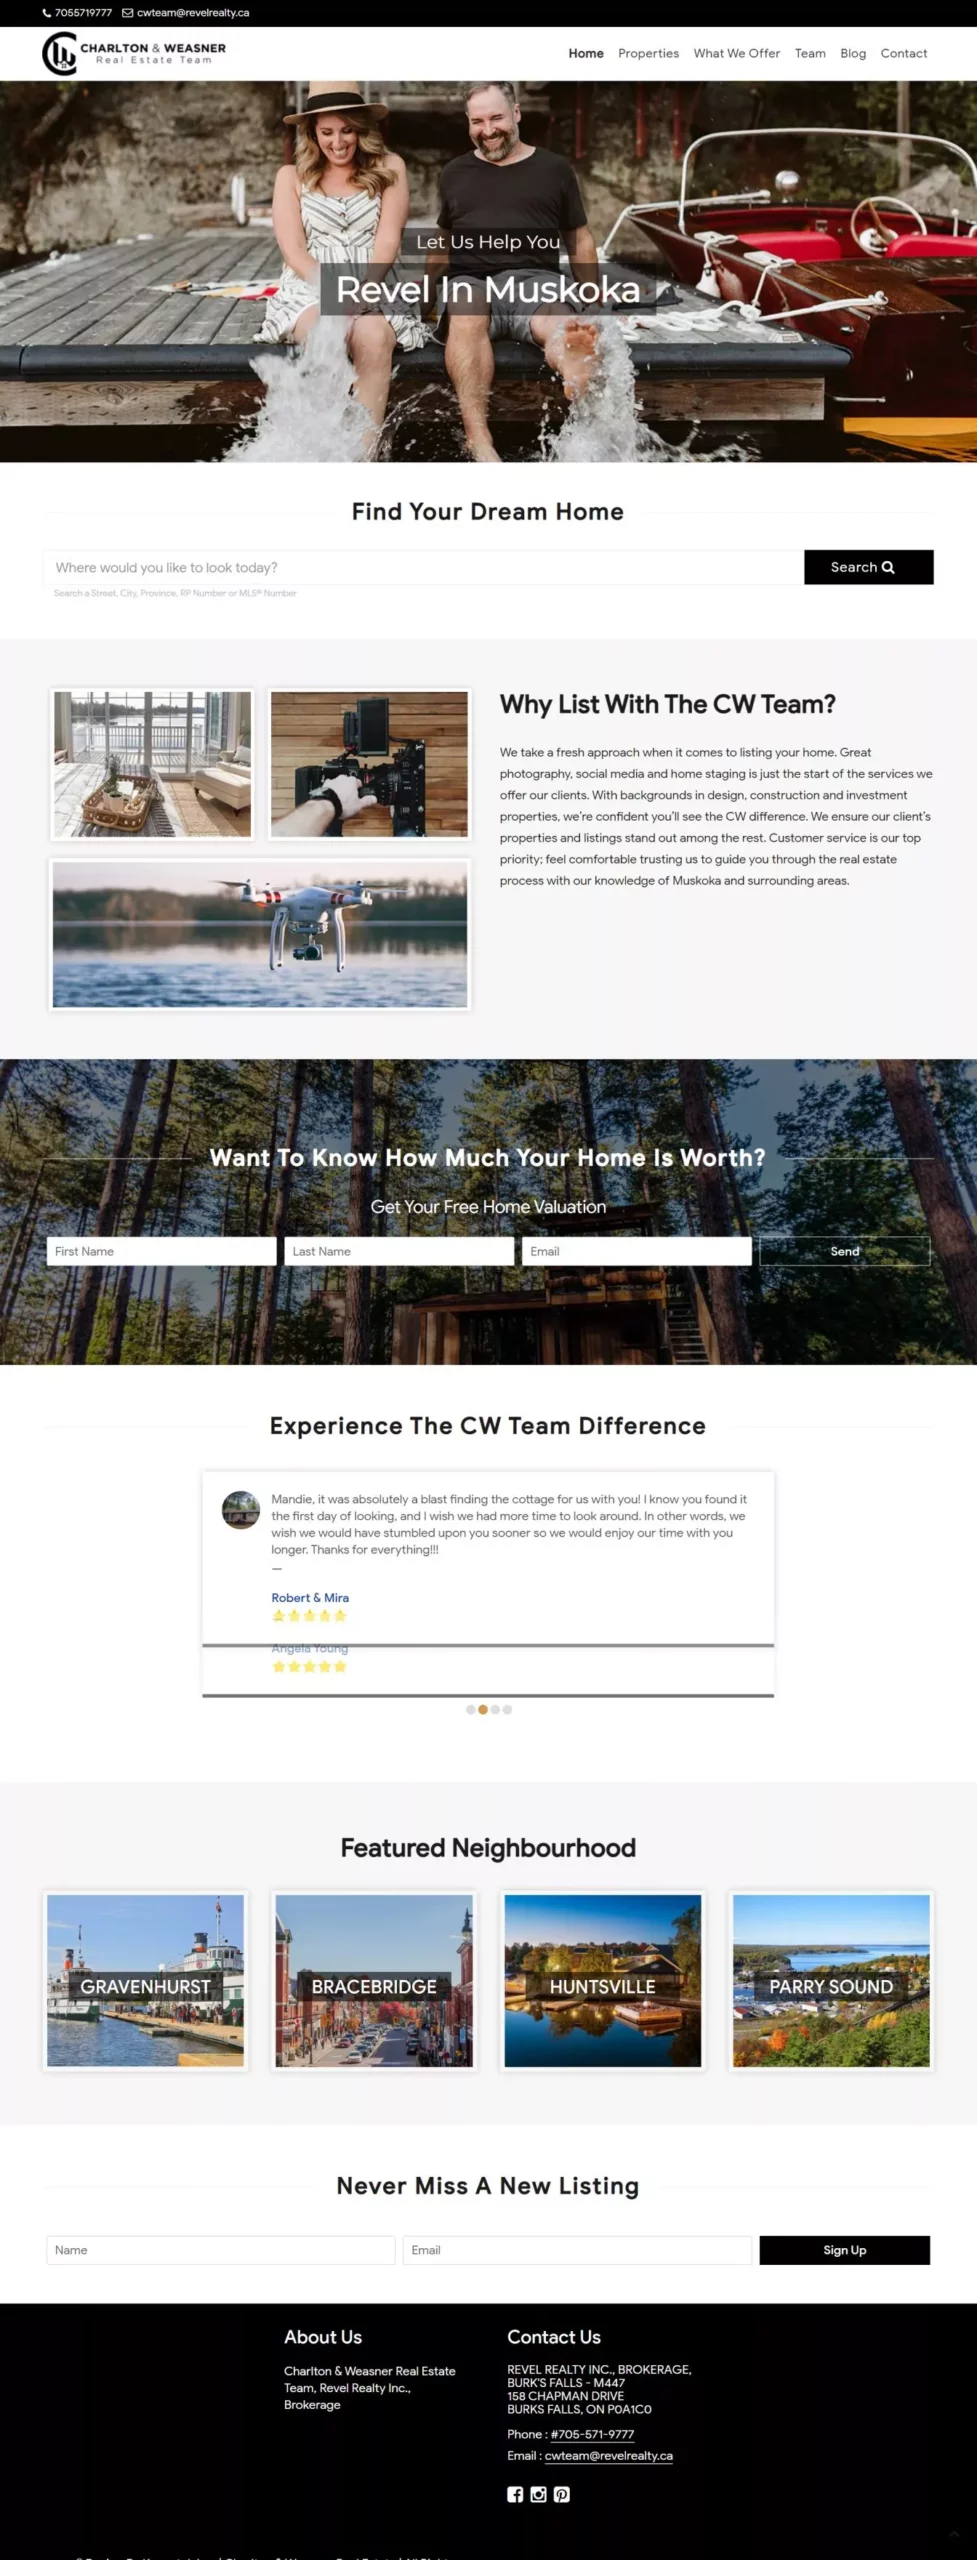 7055719777 cwteam@revelrealty.ca
CHARLTON & WEASNER
Real Estate Team
Home Properties What We Offer Team Blog Contact
Let Us Help You
Revel In Muskoka
Find Your Dream Home
Where would you like to look today? Search
Search a Street, City, Province, RP Number or MLS® Number
Why List With The CW Team?
We take a fresh approach when it comes to listing your home. Great
photography, social media and home staging is just the start of the services we
offer our clients. With backgrounds in design, construction and investment
properties, we're confident you'll see the CW difference. We ensure our client's
properties and listings stand out among the rest. Customer service is our top
priority; feel comfortable trusting us to guide you through the real estate
process with our knowledge of Muskoka and surrounding areas.
Want To Know How Much Your Home Is Worth?
Get Your Free Home Valuation
First Name Last Name Email Send
Experience The CW Team Difference
Mandie, it was absolutely a blast finding the cottage for us with you! I know you found it
the first day of looking, and I wish we had more time to look around. In other words, we
wish we would have stumbled upon you sooner so we would enjoy our time with you
longer. Thanks for everything!!!
—
Robert & Mira
Angela Young
Featured Neighbourhood
GRAVENHURST BRACEBRIDGE HUNTSVILLE PARRY SOUND
Never Miss A New Listing
Name Email Sign Up
About Us
Charlton & Weasner Real Estate
Team, Revel Realty Inc.,
Brokerage
Contact Us
REVEL REALTY INC., BROKERAGE,
BURK'S FALLS - M447
158 CHAPMAN DRIVE
BURKS FALLS, ON P0A1C0
Phone : #705-571-9777
Email : cwteam@revelrealty.ca